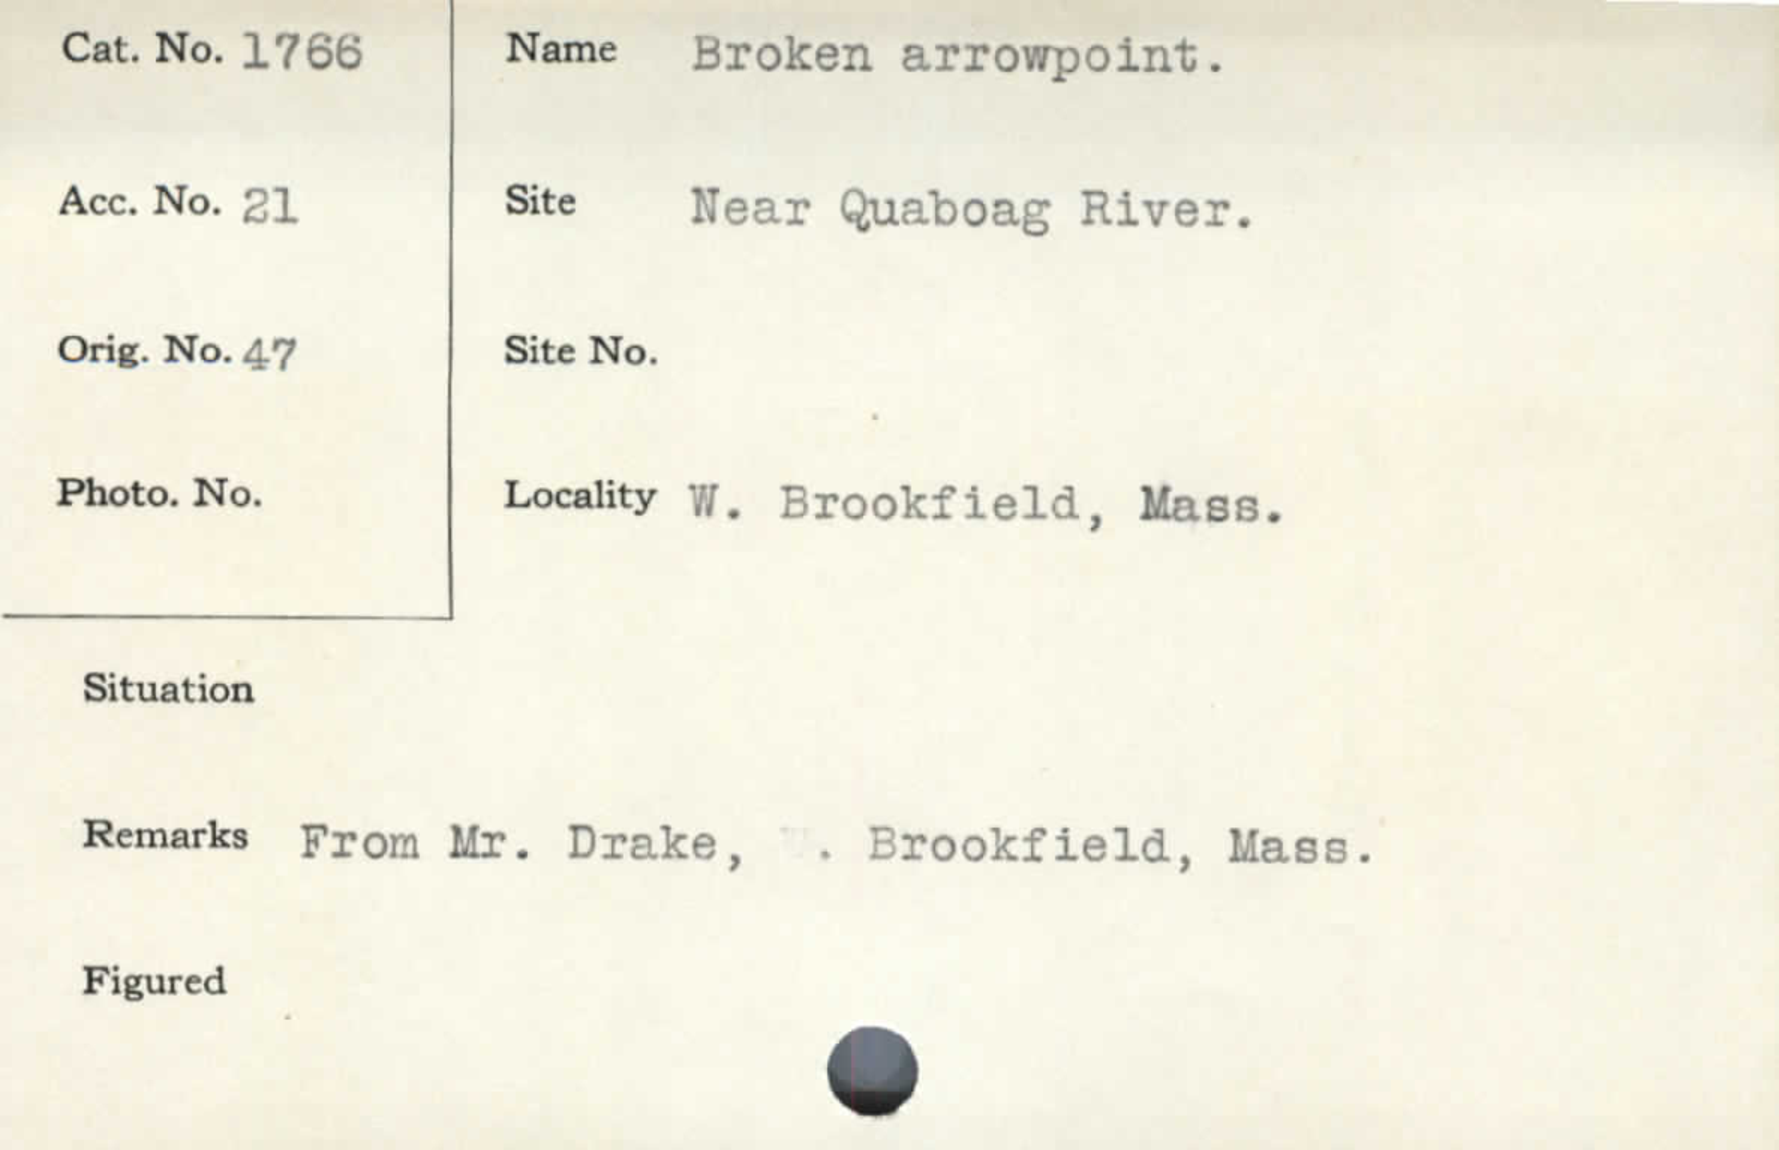 Cat. No. 1766
Name Broken arrowpoint.
Acc. No. 21
Site Near Quaboag River.
Orig. No. 47
Site No.
Photo. No.
Locality W. Brookfield, Mass.
Situation
Remarks From Mr. Drake, W. Brookfield, Mass.
Figured